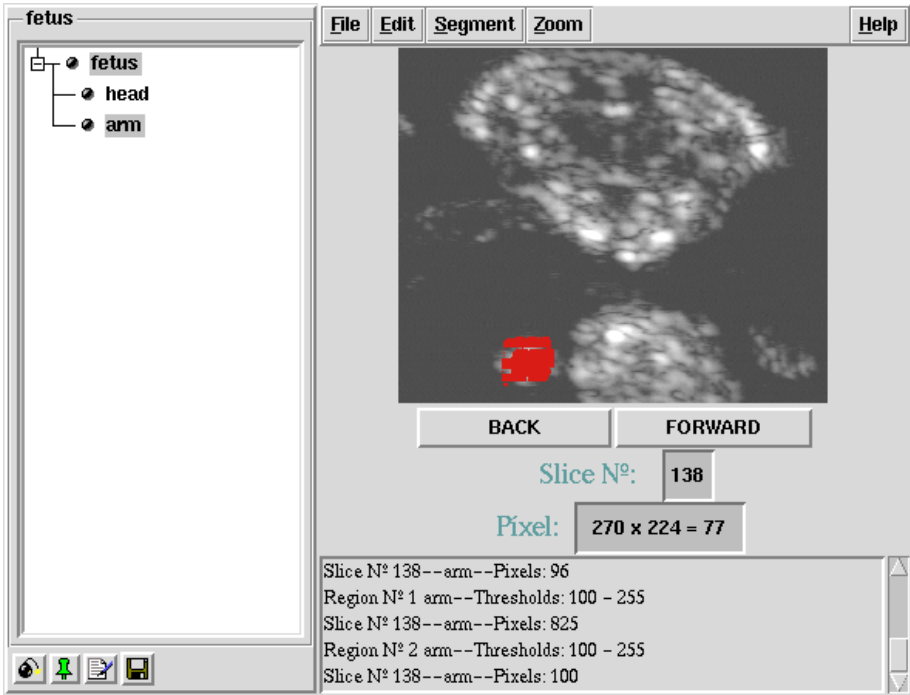 fetus
File Edit Segment Zoom Help
fetus
head
arm
BACK FORWARD
Slice Nº: 138
Píxel: 270 x 224 = 77
Slice Nº 138--arm--Pixels: 96
Region Nº 1 arm--Thresholds: 100 - 255
Slice Nº 138--arm--Pixels: 825
Region Nº 2 arm--Thresholds: 100 - 255
Slice Nº 138--arm--Pixels: 100